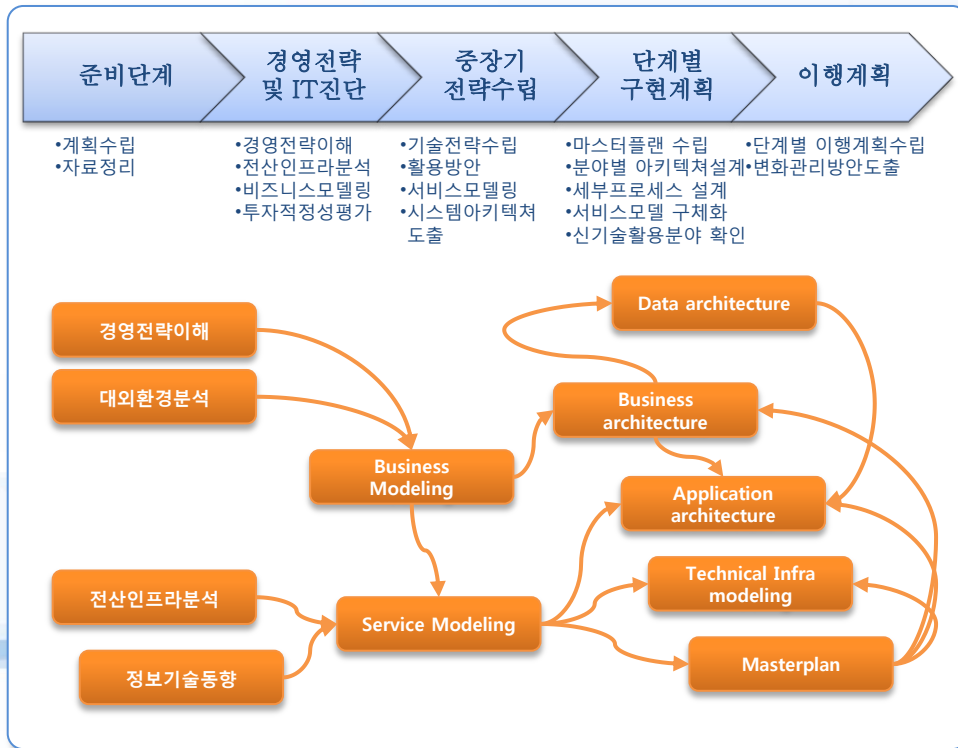 준비단계
경영전략
및 IT진단
중장기
전략수립
단계별
구현계획
이행계획
•계획수립
•자료정리
•경영전략이해
•전산인프라분석
•비즈니스모델링
•투자적정성평가
•기술전략수립
•활용방안
•서비스모델링
•시스템아키텍쳐
도출
•마스터플랜 수립
•분야별 아키텍쳐설계
•세부프로세스 설계
•서비스모델 구체화
•신기술활용분야 확인
•단계별 이행계획수립
•변화관리방안도출
Data architecture
경영전략이해
대외환경분석
Business
architecture
Business
Modeling
Application
architecture
전산인프라분석
Technical Infra
modeling
Service Modeling
정보기술동향
Masterplan